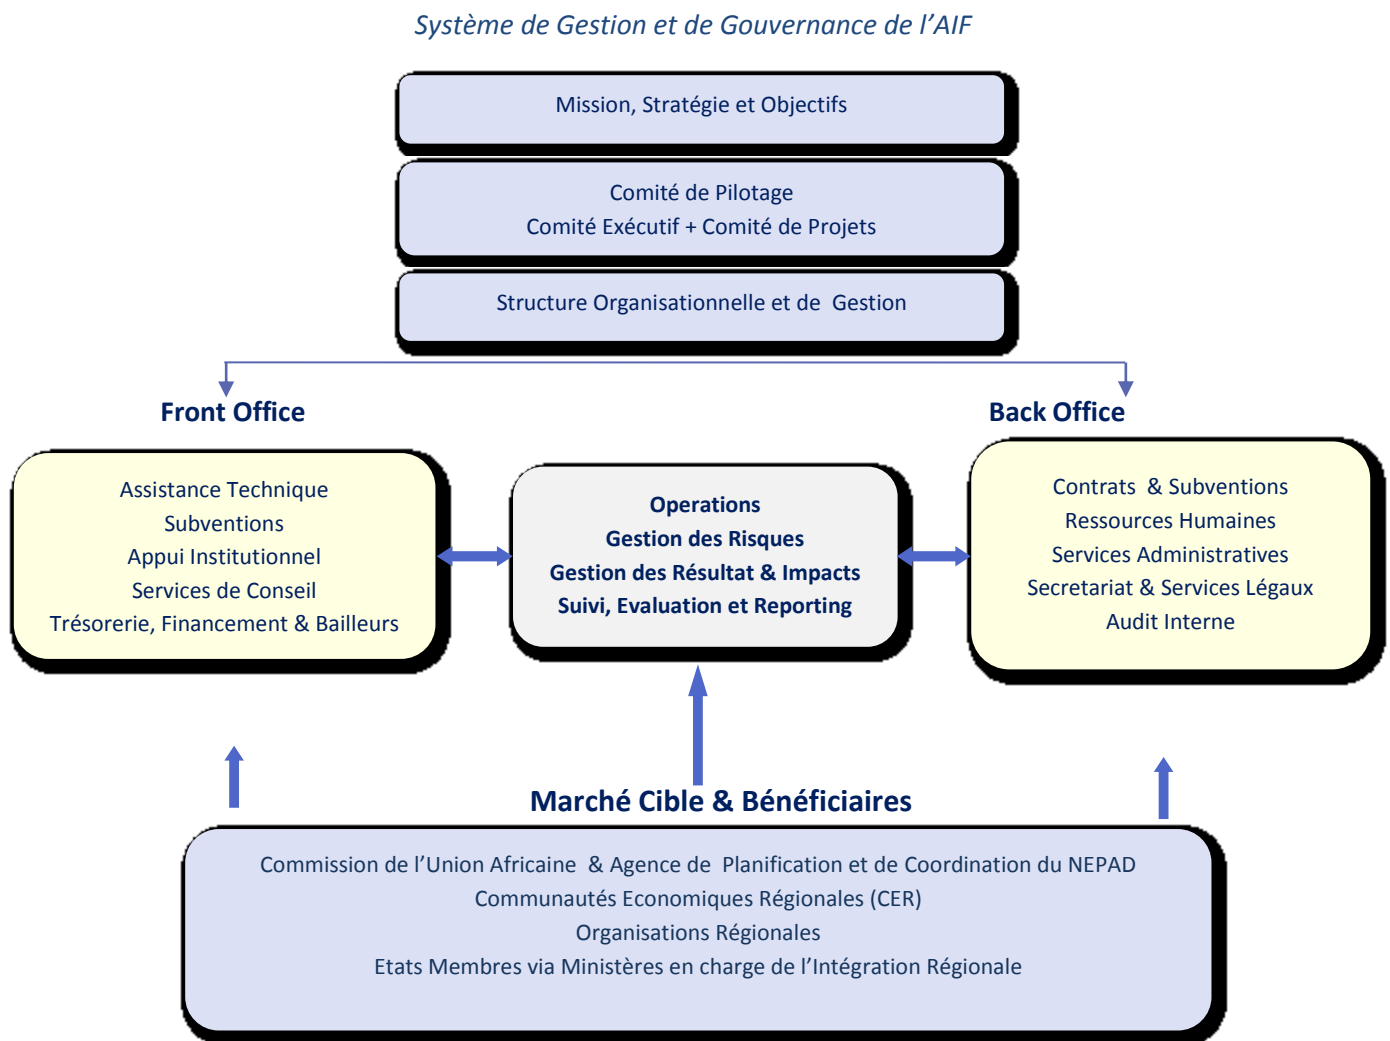 Système de Gestion et de Gouvernance de l’AIF
Mission, Stratégie et Objectifs
Comité de Pilotage
Comité Exécutif + Comité de Projets
Structure Organisationnelle et de Gestion
Front Office
Back Office
Assistance Technique
Subventions
Appui Institutionnel
Services de Conseil
Trésorerie, Financement & Bailleurs
Operations
Gestion des Risques
Gestion des Résultat & Impacts
Suivi, Evaluation et Reporting
Contrats & Subventions
Ressources Humaines
Services Administratives
Secretariat & Services Légaux
Audit Interne
Marché Cible & Bénéficiaires
Commission de l’Union Africaine & Agence de Planification et de Coordination du NEPAD
Communautés Economiques Régionales (CER)
Organisations Régionales
Etats Membres via Ministères en charge de l’Intégration Régionale